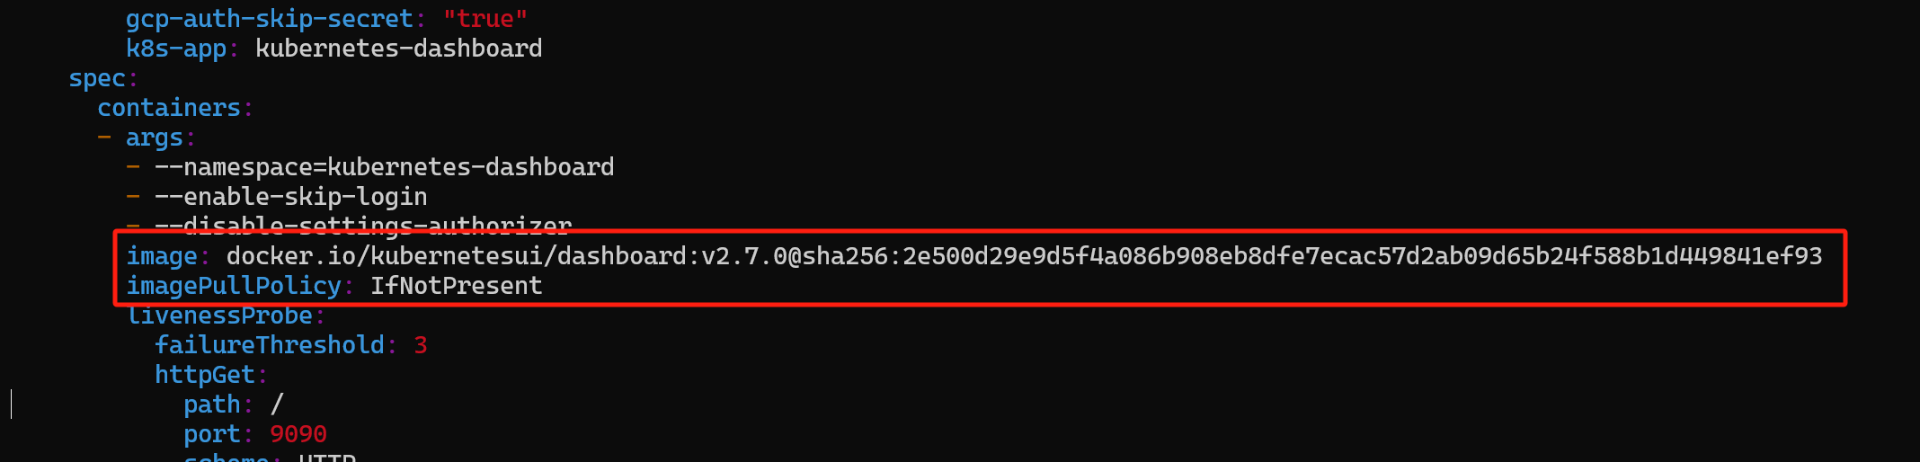 gcp-auth-skip-secret: "true"
k8s-app: kubernetes-dashboard
spec:
containers:
- args:
- --namespace=kubernetes-dashboard
- --enable-skip-login
- --disable-settings-authorizer
image: docker.io/kubernetesui/dashboard:v2.7.0@sha256:2e500d29e9d5f4a086b908eb8dfe7ecac57d2ab09d65b24f588b1d449841ef93
imagePullPolicy: IfNotPresent
livenessProbe:
failureThreshold: 3
httpGet:
path: /
port: 9090
scheme: HTTP